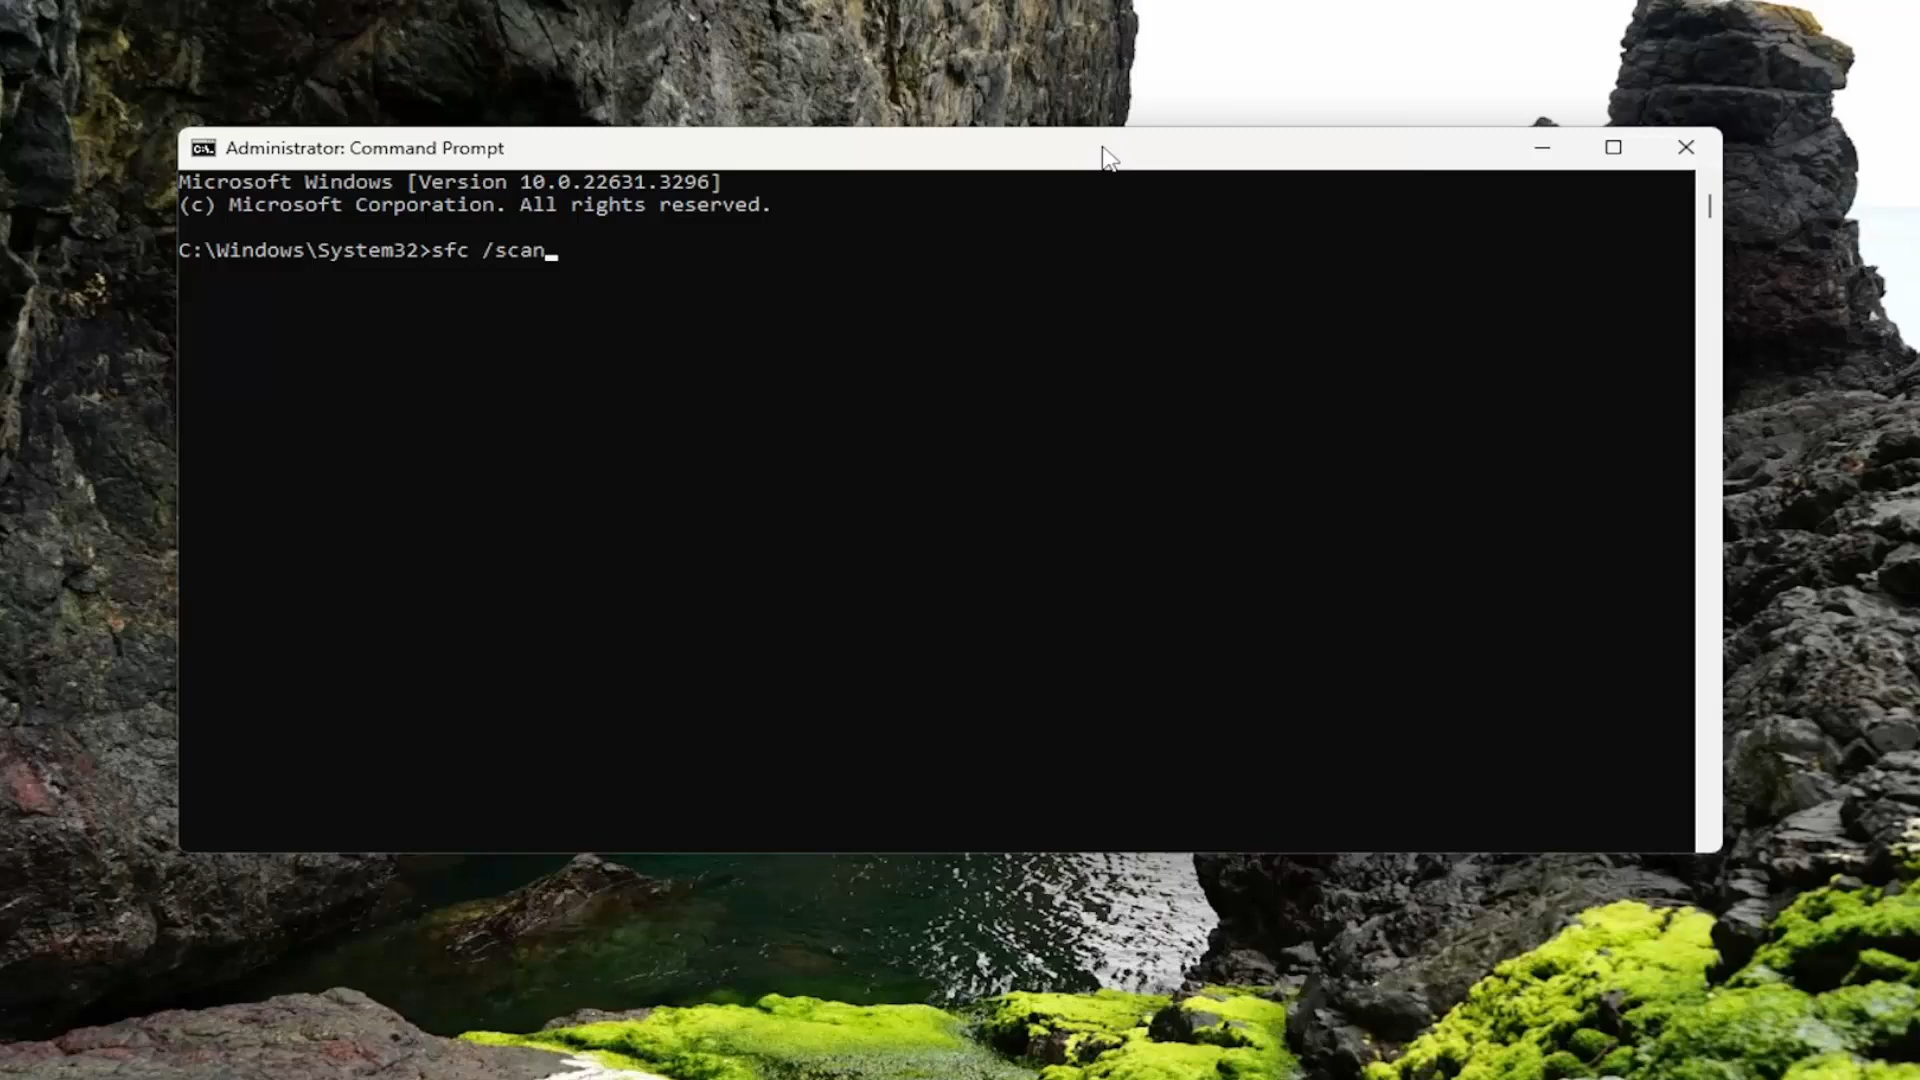 Administrator: Command Prompt
Microsoft Windows [Version 10.0.22631.3296]
(c) Microsoft Corporation. All rights reserved.
C:\Windows\System32>sfc /scan